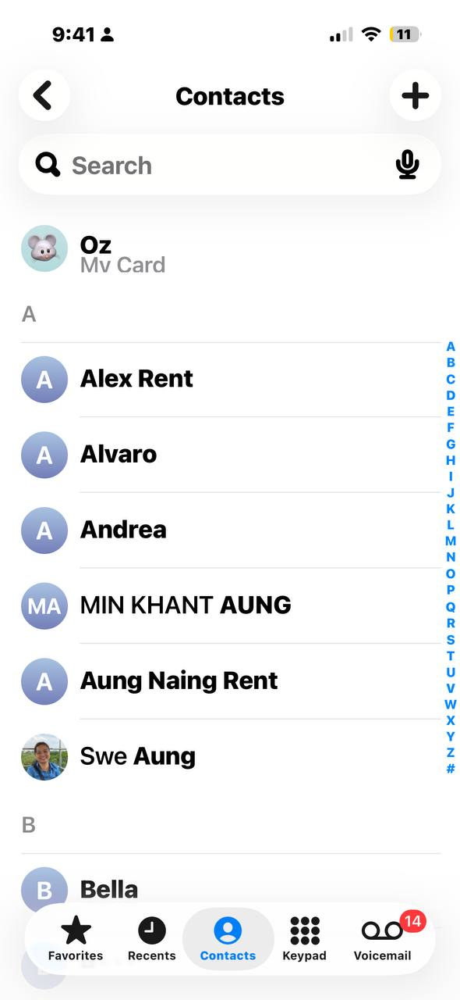 9:41
11
Contacts
Search
Oz
My Card
A
A
Alex Rent
A
Alvaro
A
Andrea
MA
MIN KHANT AUNG
A
Aung Naing Rent
Swe Aung
B
B
Bella
A
B
C
D
E
F
G
H
I
J
K
L
M
N
O
P
Q
R
S
T
U
V
W
X
Y
Z
#
14
Favorites
Recents
Contacts
Keypad
Voicemail